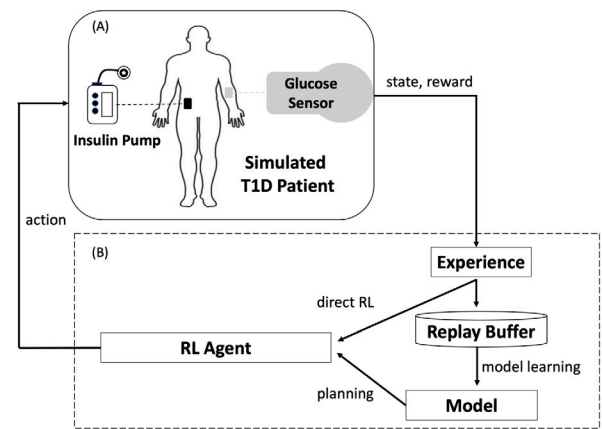 (A)
Glucose
Sensor
state, reward
Insulin Pump
Simulated
T1D Patient
action
(B)
Experience
direct RL
Replay Buffer
RL Agent
model learning
planning
Model